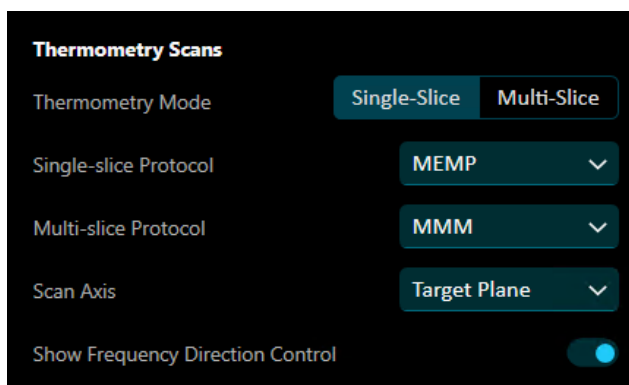 Thermometry Scans
Thermometry Mode Single-Slice Multi-Slice
Single-slice Protocol MEMP
Multi-slice Protocol MMM
Scan Axis Target Plane
Show Frequency Direction Control